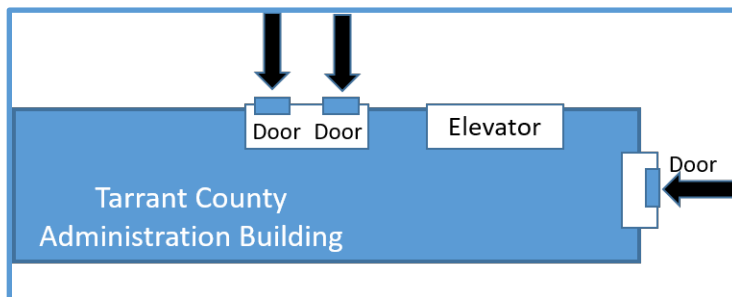 Door Door
Elevator
Door
Tarrant County
Administration Building